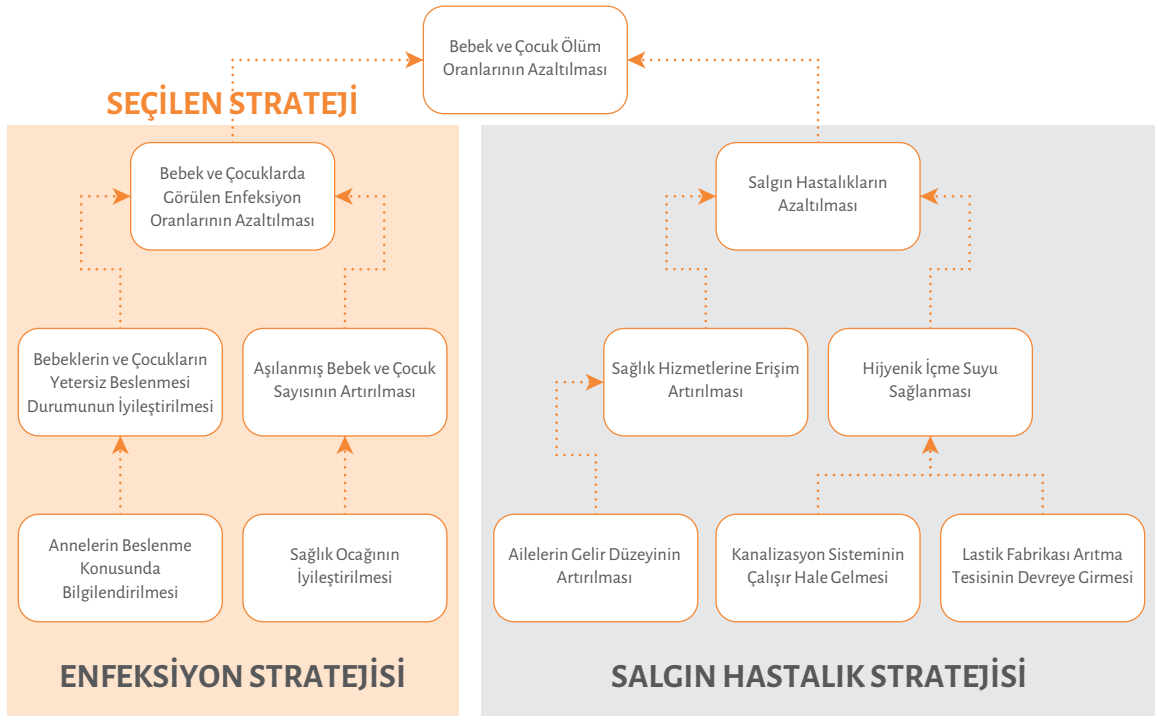 Bebek ve Çocuk Ölüm
Oranlarının Azaltılması
SEÇİLEN STRATEJİ
Bebek ve Çocuklarda
Görülen Enfeksiyon
Oranlarının Azaltılması
Salgın Hastalıkların
Azaltılması
Bebeklerin ve Çocukların
Yetersiz Beslenmesi
Durumunun İyileştirilmesi
Aşılanmış Bebek ve Çocuk
Sayısının Artırılması
Sağlık Hizmetlerine Erişim
Artırılması
Hijyenik İçme Suyu
Sağlanması
Annelerin Beslenme
Konusunda
Bilgilendirilmesi
Sağlık Ocağının
İyileştirilmesi
Ailelerin Gelir Düzeyinin
Artırılması
Kanalizasyon Sisteminin
Çalışır Hale Gelmesi
Lastik Fabrikası Arıtma
Tesisinin Devreye Girmesi
ENFEKSİYON STRATEJİSİ
SALGIN HASTALIK STRATEJİSİ